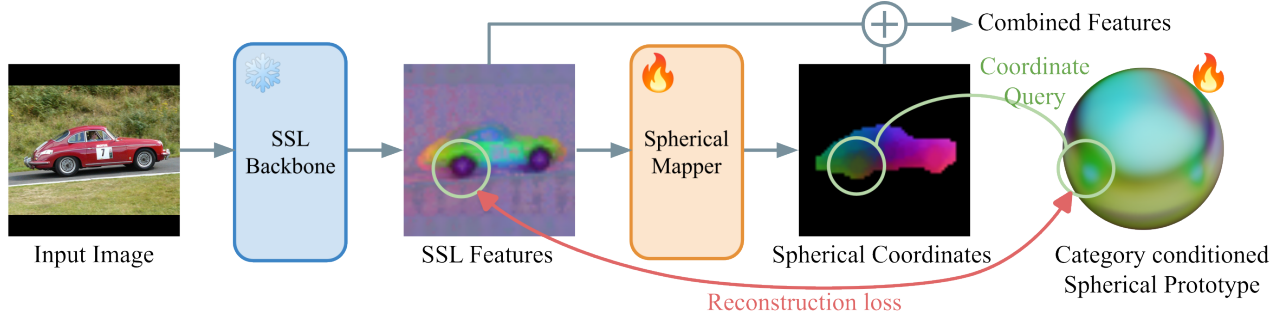 Combined Features
Coordinate
Query
SSL
Backbone
Spherical
Mapper
7
Input Image
SSL Features
Spherical Coordinates
Category conditioned
Spherical Prototype
Reconstruction loss